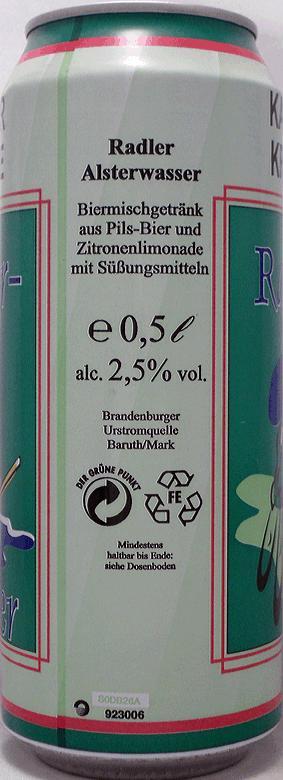 Radler
Alsterwasser
Biermischgetränk
aus Pils-Bier und
Zitronenlimonade
mit Süßungsmitteln
e 0,5 ℓ
alc. 2,5% vol.
Brandenburger
Urstromquelle
Baruth/Mark
DER GRÜNE PUNKT
FE
Mindestens
haltbar bis Ende:
siehe Dosenboden
923006